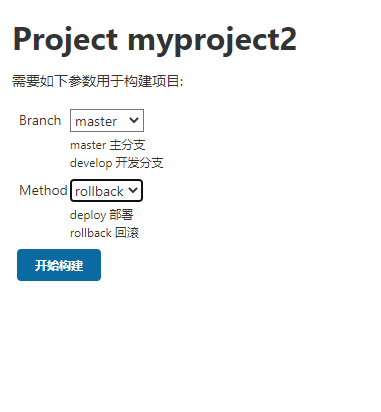 Project myproject2
需要如下参数用于构建项目:
Branch master
master 主分支
develop 开发分支
Method rollback
deploy 部署
rollback 回滚
开始构建